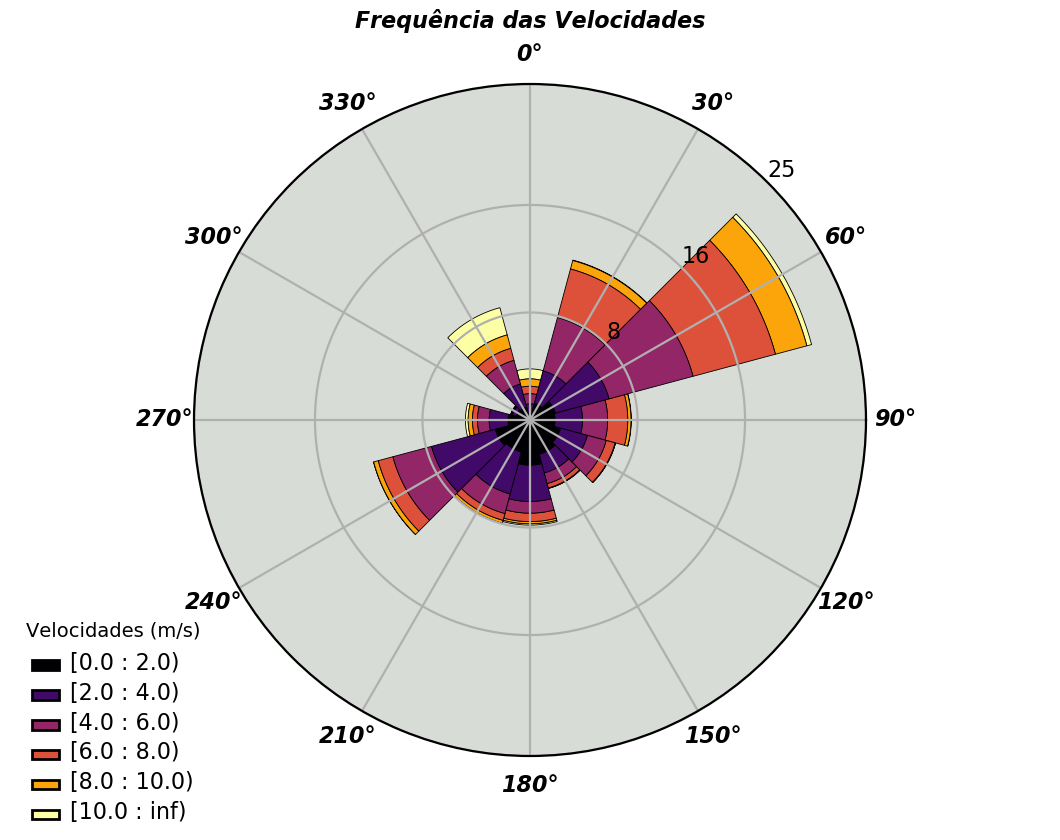 Frequência das Velocidades
0°
330°
30°
25
300°
60°
16
8
270°
90°
240°
120°
Velocidades (m/s)
[0.0 : 2.0)
[2.0 : 4.0)
[4.0 : 6.0)
210°
150°
[6.0 : 8.0)
[8.0 : 10.0)
180°
[10.0 : inf)